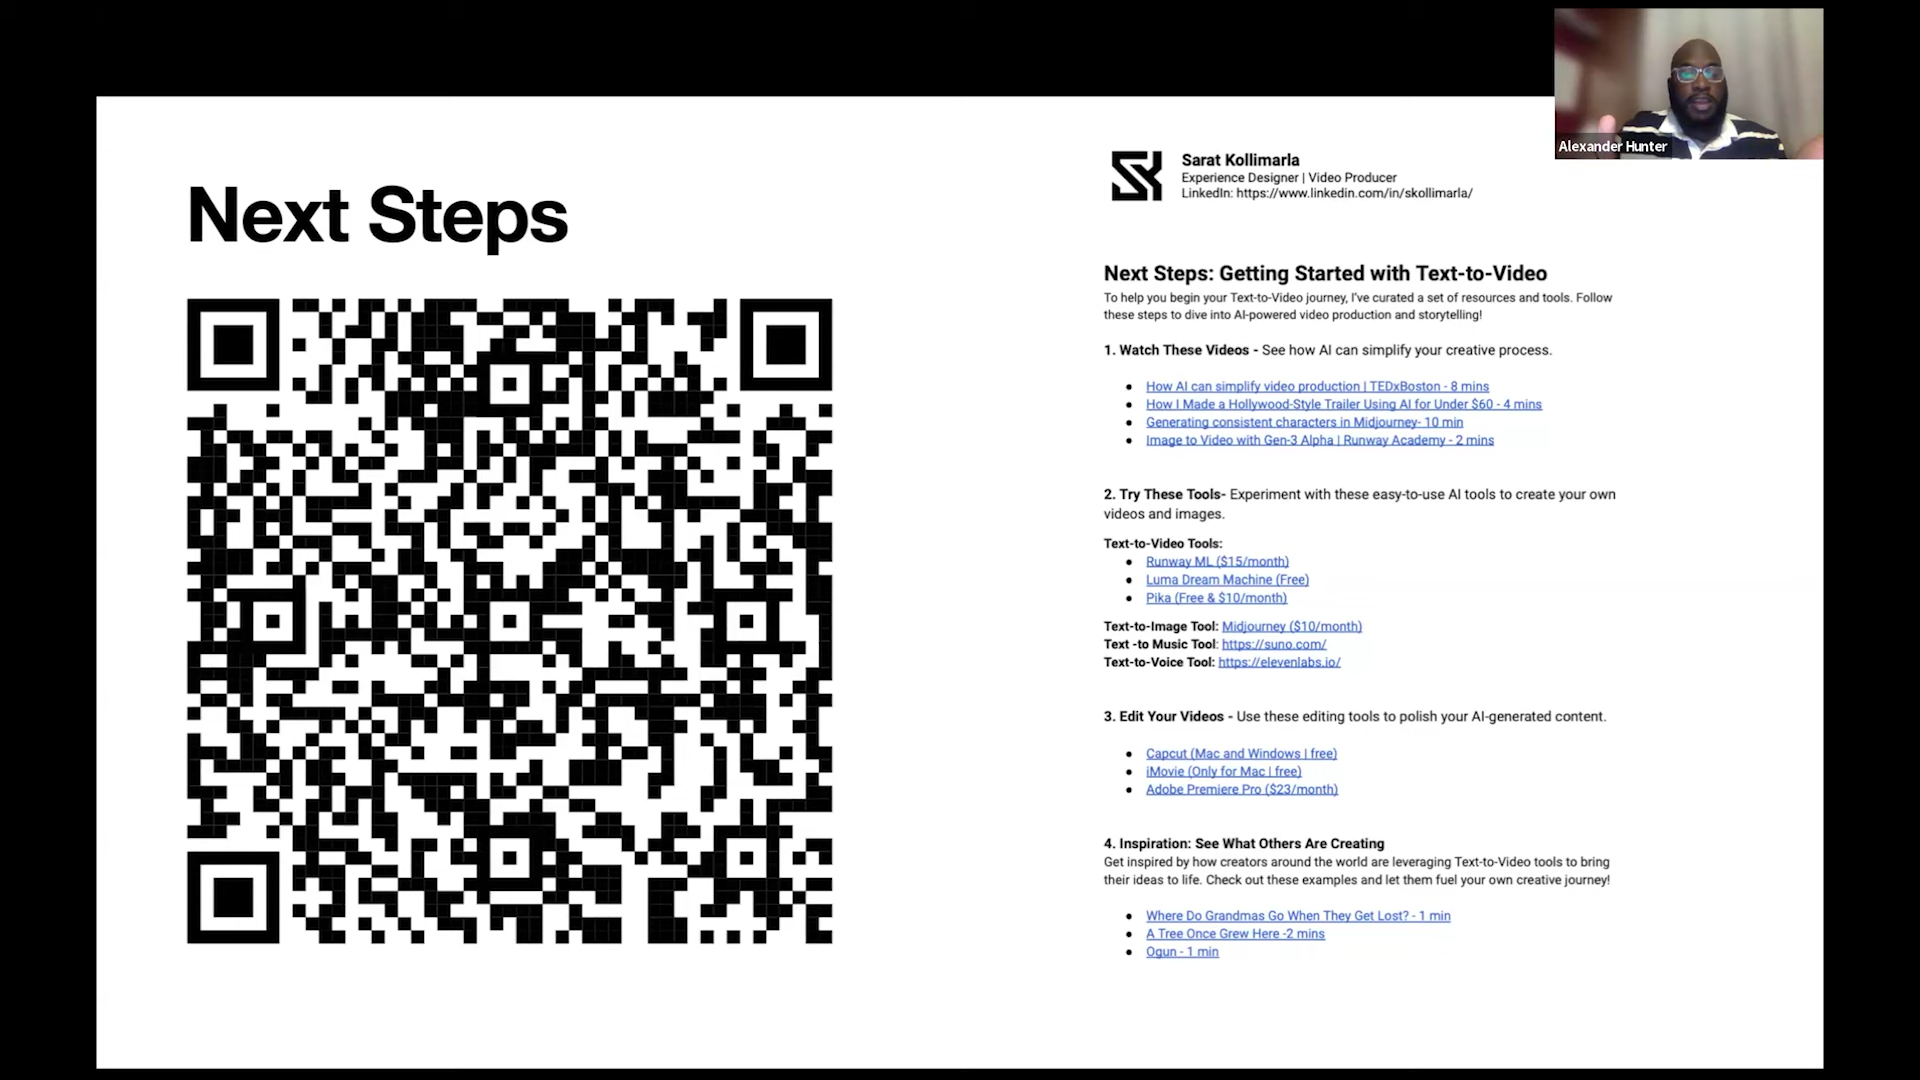 Alexander Hunter
Next Steps
Sarat Kollimarla
Experience Designer | Video Producer
LinkedIn: https://www.linkedin.com/in/skollimarla/
Next Steps: Getting Started with Text-to-Video
To help you begin your Text-to-Video journey, I've curated a set of resources and tools. Follow
these steps to dive into AI-powered video production and storytelling!
1. Watch These Videos - See how AI can simplify your creative process.
• How AI can simplify video production | TEDxBoston - 8 mins
• How I Made a Hollywood-Style Trailer Using AI for Under $60 - 4 mins
• Generating consistent characters in Midjourney- 10 min
• Image to Video with Gen-3 Alpha | Runway Academy - 2 mins
2. Try These Tools- Experiment with these easy-to-use AI tools to create your own
videos and images.
Text-to-Video Tools:
• Runway ML ($15/month)
• Luma Dream Machine (Free)
• Pika (Free & $10/month)
Text-to-Image Tool: Midjourney ($10/month)
Text -to Music Tool: https://suno.com/
Text-to-Voice Tool: https://elevenlabs.io/
3. Edit Your Videos - Use these editing tools to polish your AI-generated content.
• Capcut (Mac and Windows | free)
• iMovie (Only for Mac | free)
• Adobe Premiere Pro ($23/month)
4. Inspiration: See What Others Are Creating
Get inspired by how creators around the world are leveraging Text-to-Video tools to bring
their ideas to life. Check out these examples and let them fuel your own creative journey!
• Where Do Grandmas Go When They Get Lost? - 1 min
• A Tree Once Grew Here -2 mins
• Ogun - 1 min